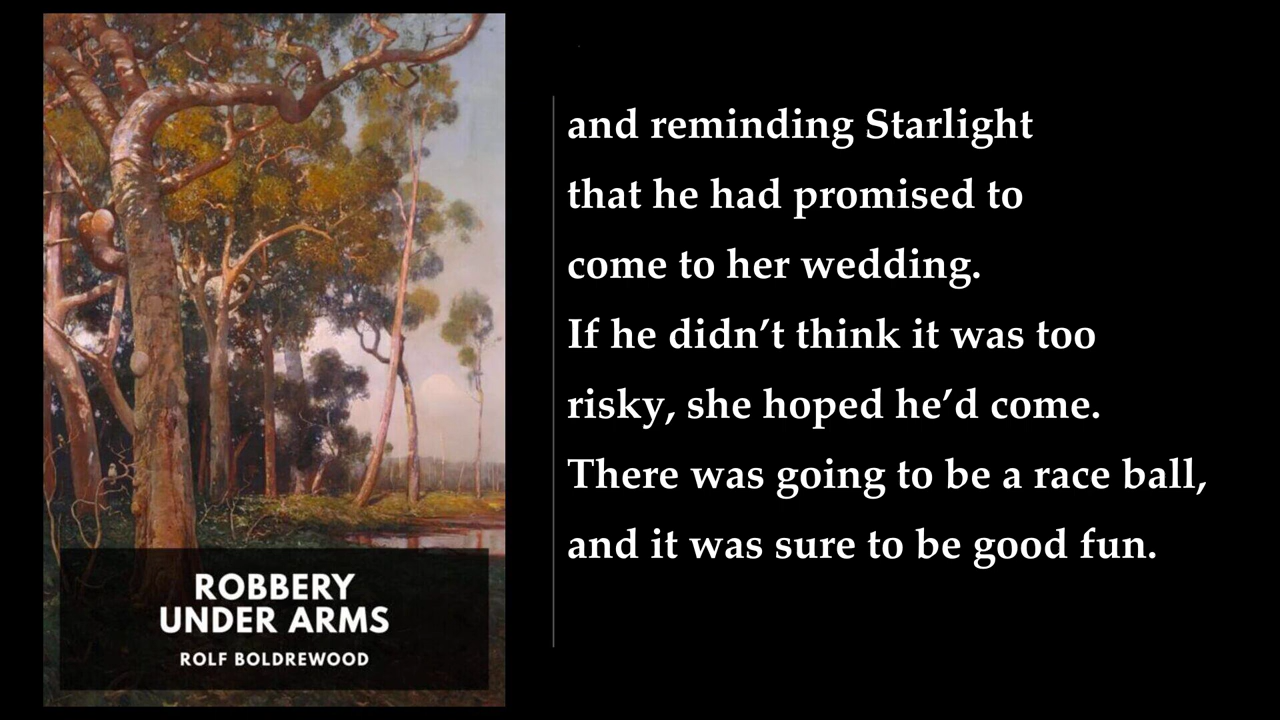 and reminding Starlight
that he had promised to
come to her wedding.
If he didn’t think it was too
risky, she hoped he’d come.
There was going to be a race ball,
and it was sure to be good fun.
ROBBERY
UNDER ARMS
ROLF BOLDREWOOD